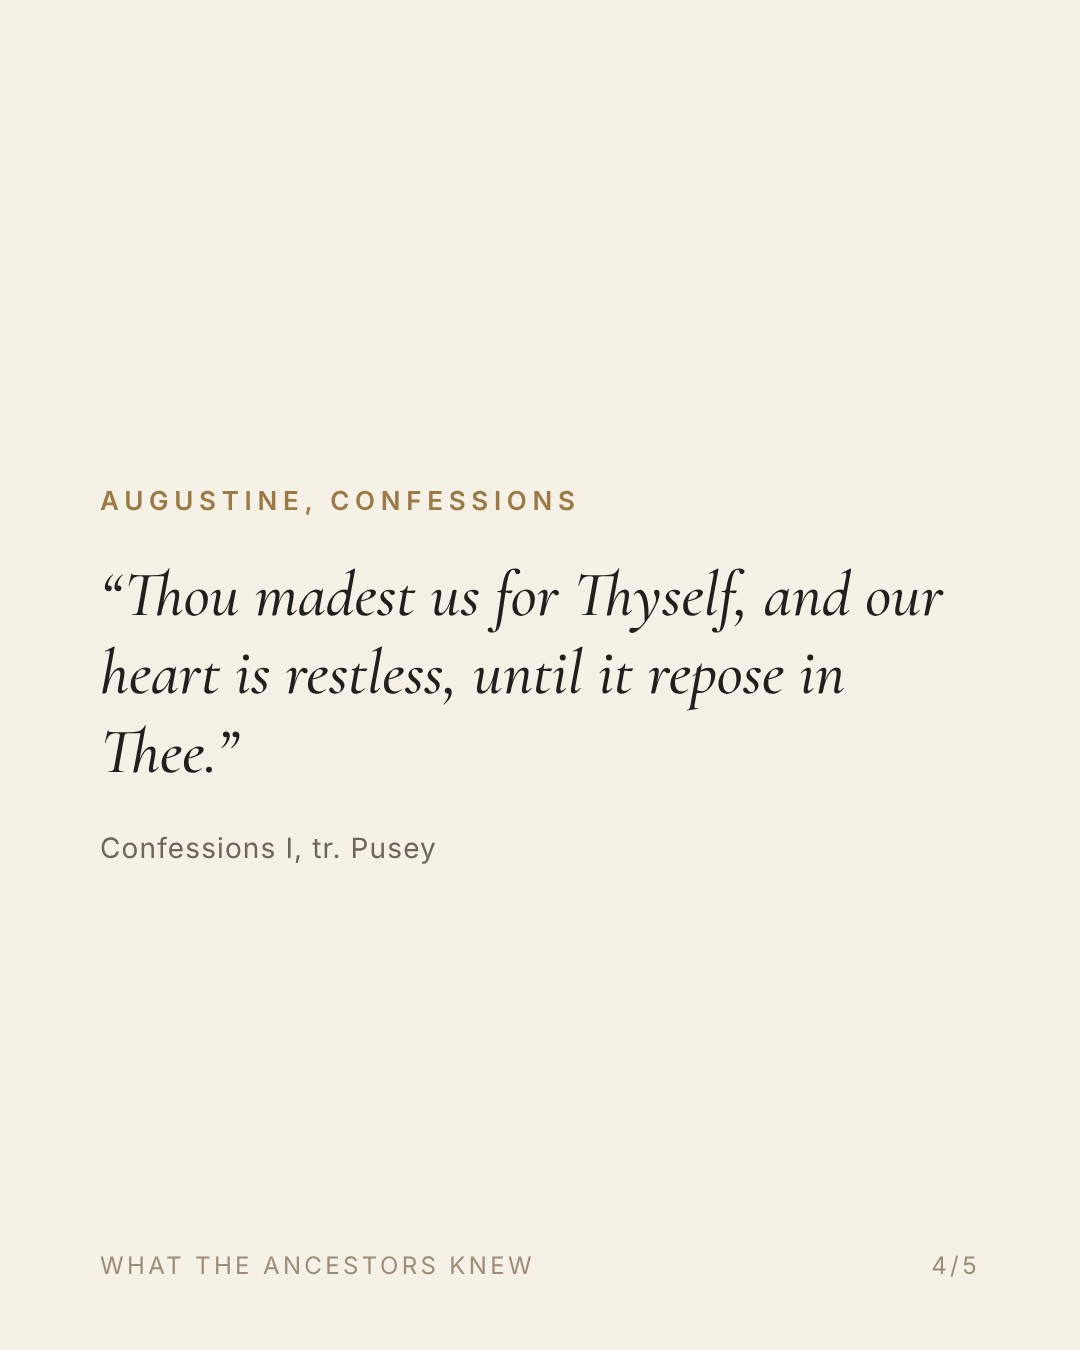 AUGUSTINE, CONFESSIONS
“Thou madest us for Thyself, and our
heart is restless, until it repose in
Thee.”
Confessions I, tr. Pusey
WHAT THE ANCESTORS KNEW
4/5